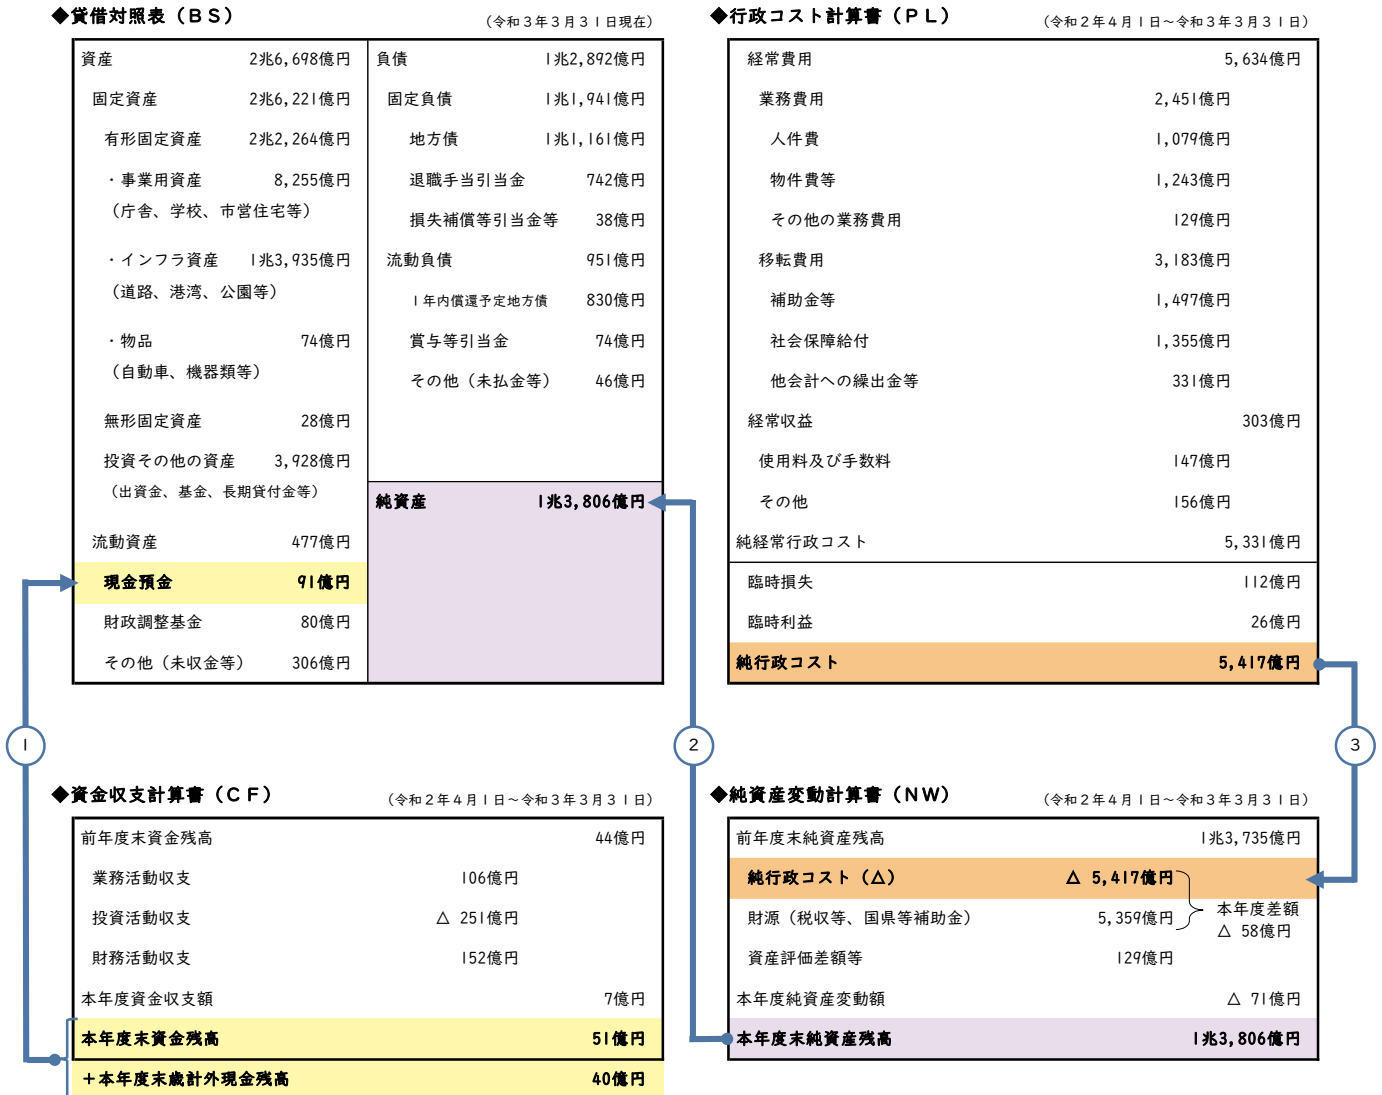 ◆貸借対照表（ＢＳ）
（令和３年３月３１日現在）
資産 2兆6,698億円
固定資産 2兆6,221億円
有形固定資産 2兆2,264億円
・事業用資産 8,255億円
（庁舎、学校、市営住宅等）
・インフラ資産 1兆3,935億円
（道路、港湾、公園等）
・物品 74億円
（自動車、機器類等）
無形固定資産 28億円
投資その他の資産 3,928億円
（出資金、基金、長期貸付金等）
流動資産 477億円
現金預金 91億円
財政調整基金 80億円
その他（未収金等） 306億円
負債 1兆2,892億円
固定負債 1兆1,941億円
地方債 1兆1,161億円
退職手当引当金 742億円
損失補償等引当金等 38億円
流動負債 951億円
１年内償還予定地方債 830億円
賞与等引当金 74億円
その他（未払金等） 46億円
純資産 1兆3,806億円
◆行政コスト計算書（ＰＬ）
（令和２年４月１日～令和３年３月３１日）
経常費用 5,634億円
業務費用 2,451億円
人件費 1,079億円
物件費等 1,243億円
その他の業務費用 129億円
移転費用 3,183億円
補助金等 1,497億円
社会保障給付 1,355億円
他会計への繰出金等 331億円
経常収益 303億円
使用料及び手数料 147億円
その他 156億円
純経常行政コスト 5,331億円
臨時損失 112億円
臨時利益 26億円
純行政コスト 5,417億円
1
2
3
◆資金収支計算書（ＣＦ）
（令和２年４月１日～令和３年３月３１日）
前年度末資金残高 44億円
業務活動収支 106億円
投資活動収支 △ 251億円
財務活動収支 152億円
本年度資金収支額 7億円
本年度末資金残高 51億円
＋本年度末歳計外現金残高 40億円
◆純資産変動計算書（ＮＷ）
（令和２年４月１日～令和３年３月３１日）
前年度末純資産残高 1兆3,735億円
純行政コスト（△） △ 5,417億円
財源（税収等、国県等補助金） 5,359億円
本年度差額
△ 58億円
資産評価差額等 129億円
本年度純資産変動額 △ 71億円
本年度末純資産残高 1兆3,806億円